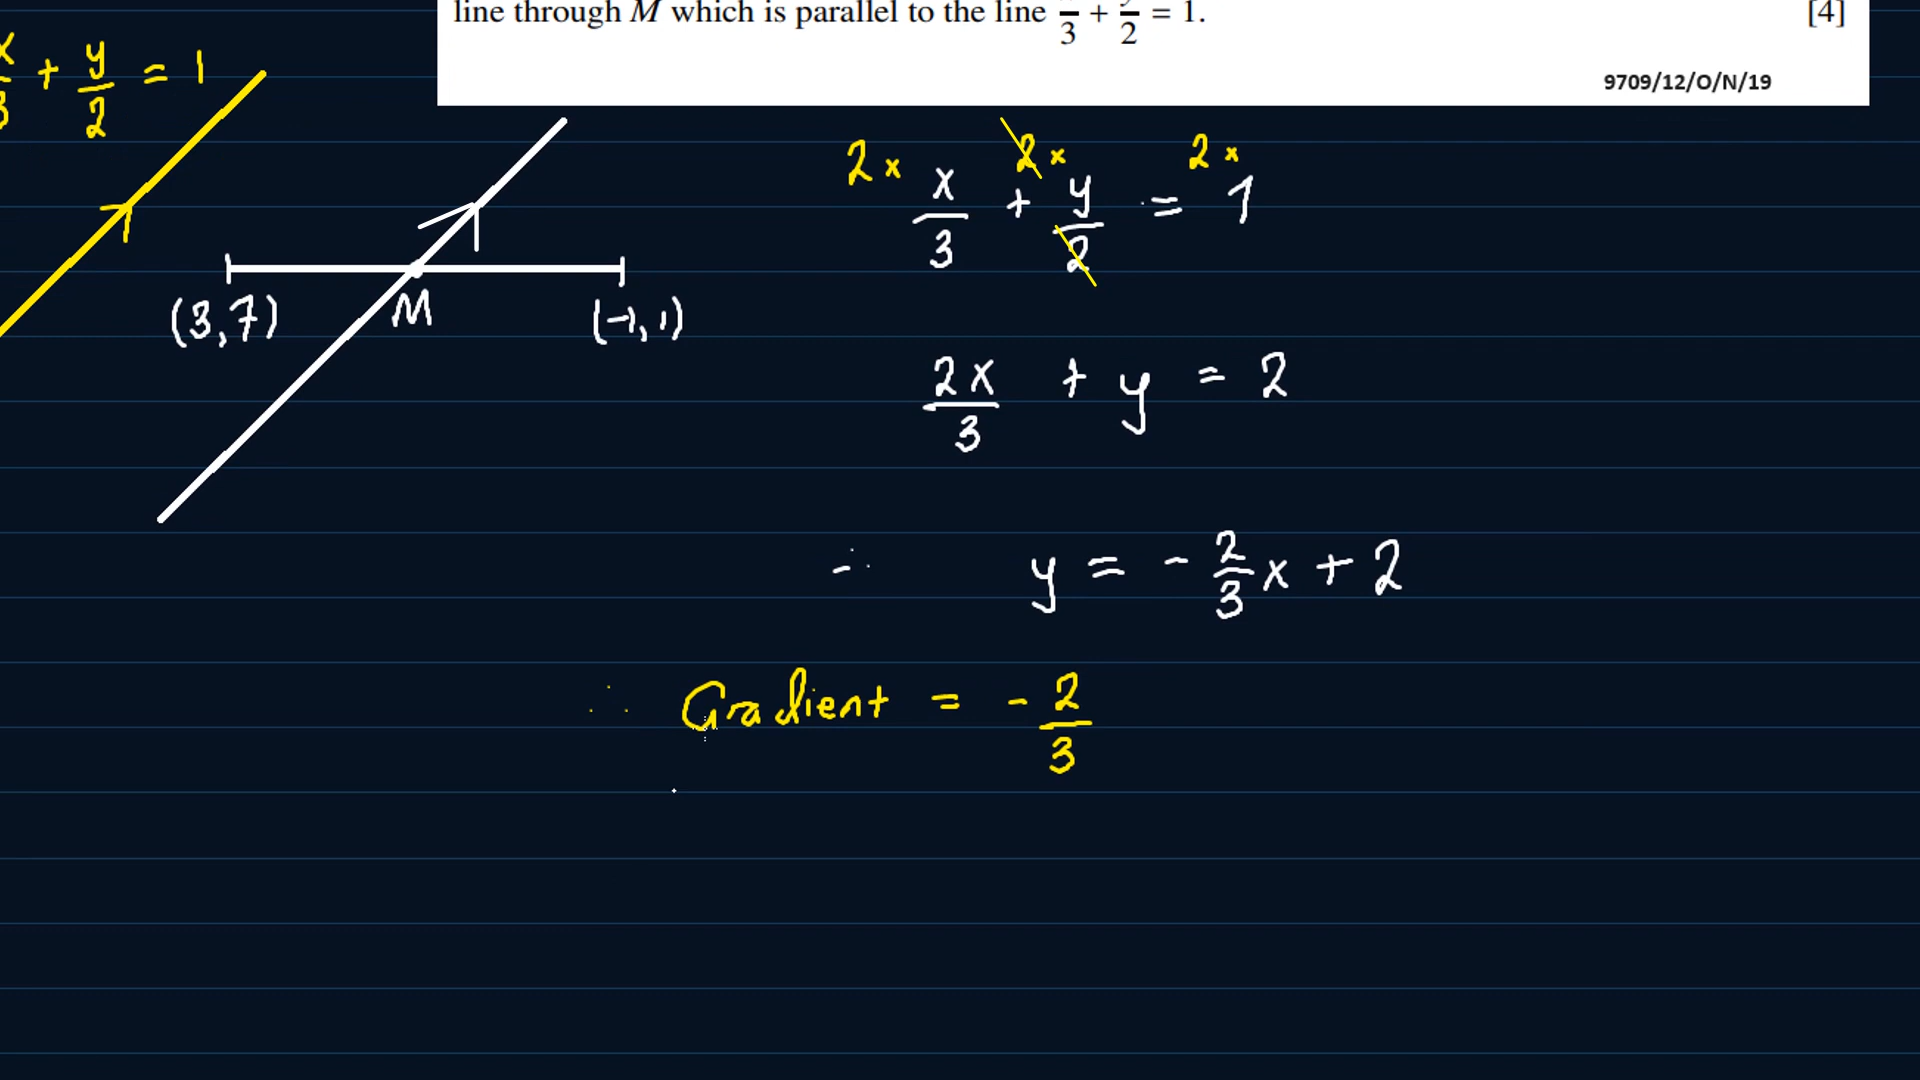 line through M which is parallel to the line x/3 + y/2 = 1. [4]
9709/12/O/N/19
x/3 + y/2 = 1
(3,7) M (-1,1)
2× x/3 + 2× y/2 = 2× 1
2x/3 + y = 2
∴ y = - 2/3 x + 2
∴ Gradient = - 2/3